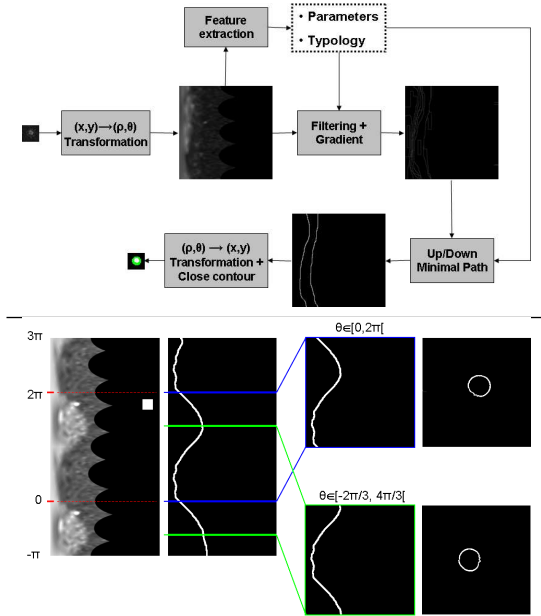 Feature
extraction
• Parameters
• Typology
(x,y)→(ρ,θ)
Transformation
Filtering +
Gradient
(ρ,θ) → (x,y)
Transformation +
Close contour
Up/Down
Minimal Path
3π
2π
0
-π
θ∈[0,2π[
θ∈[-2π/3, 4π/3[